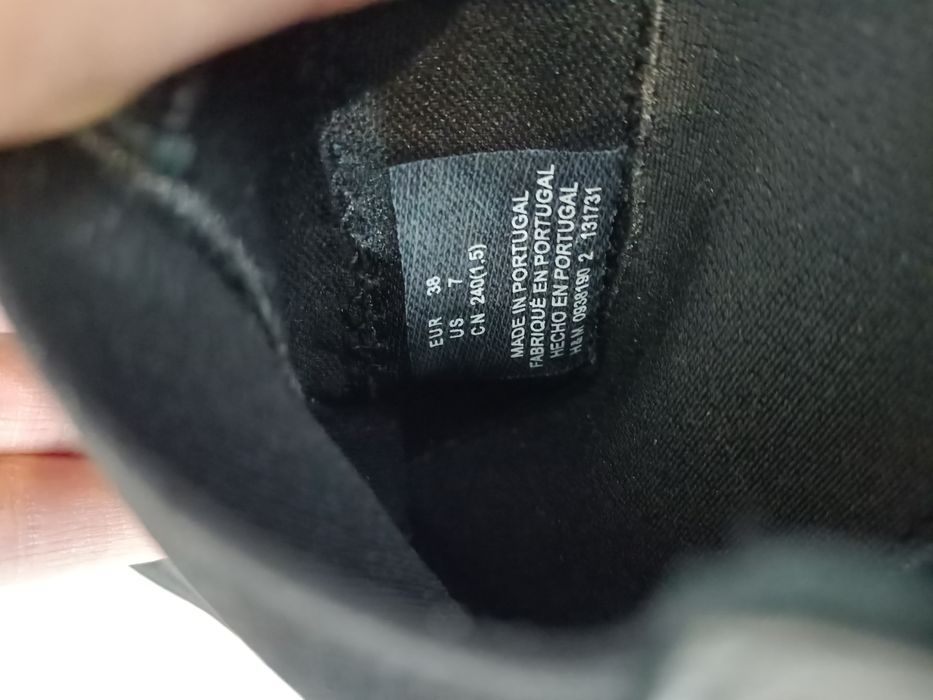 EUR 38
US 7
CN 240(1.5)
MADE IN PORTUGAL
FABRIQUÉ EN PORTUGAL
HECHO EN PORTUGAL
H&M 0938190 2 131731